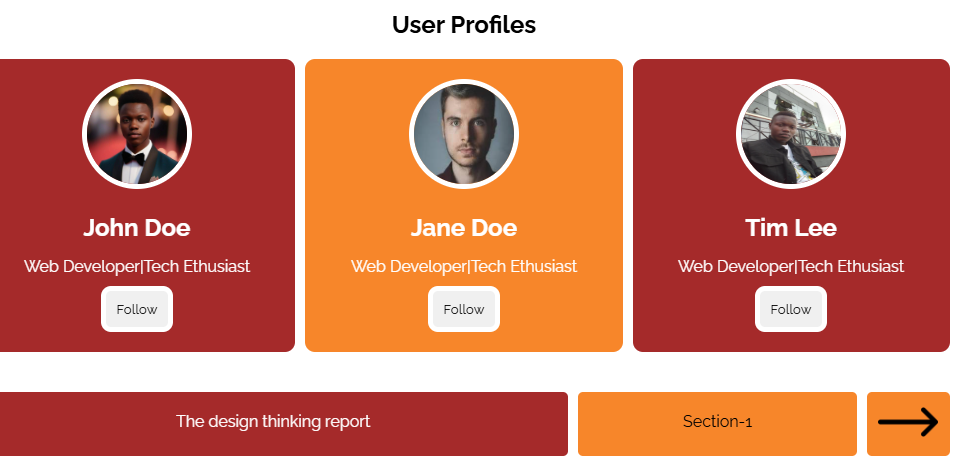 User Profiles
John Doe
Web Developer|Tech Ethusiast
Follow
Jane Doe
Web Developer|Tech Ethusiast
Follow
Tim Lee
Web Developer|Tech Ethusiast
Follow
The design thinking report
Section-1